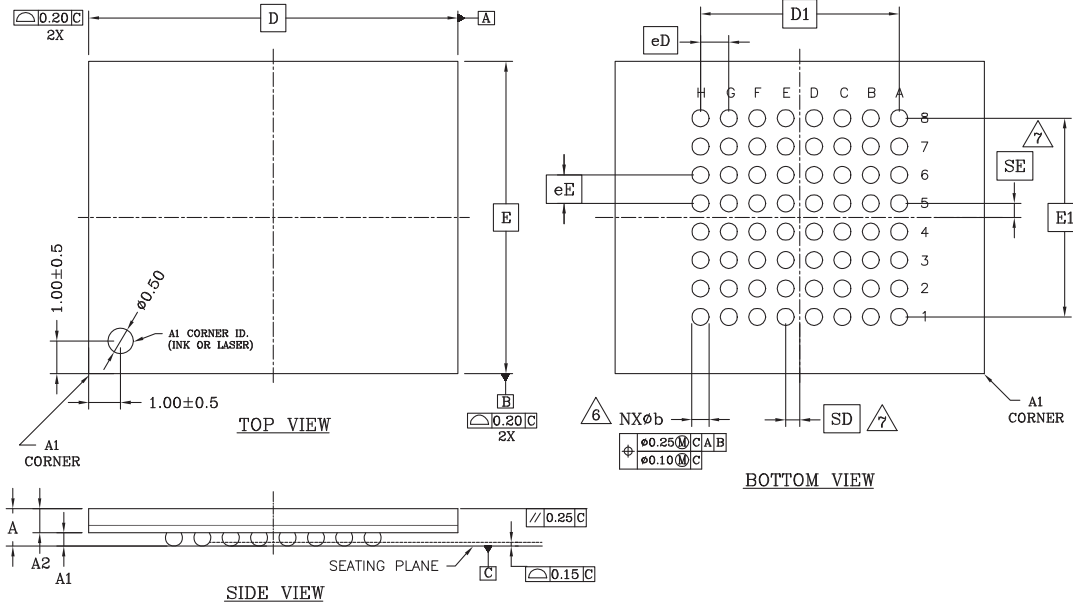 ⌓ 0.20 C
2X
D
A
1.00±0.5
ø0.50
A1 CORNER ID.
(INK OR LASER)
1.00±0.5
E
B
⌓ 0.20 C
2X
A1
CORNER
TOP VIEW
D1
eD
H G F E D C B A
8
7
6
5
4
3
2
1
eE
7
SE
E1
6 NXøb
⌖ ø0.25Ⓜ C A B
ø0.10Ⓜ C
SD 7
A1
CORNER
BOTTOM VIEW
A
A2
A1
// 0.25 C
SEATING PLANE
C
⌓ 0.15 C
SIDE VIEW